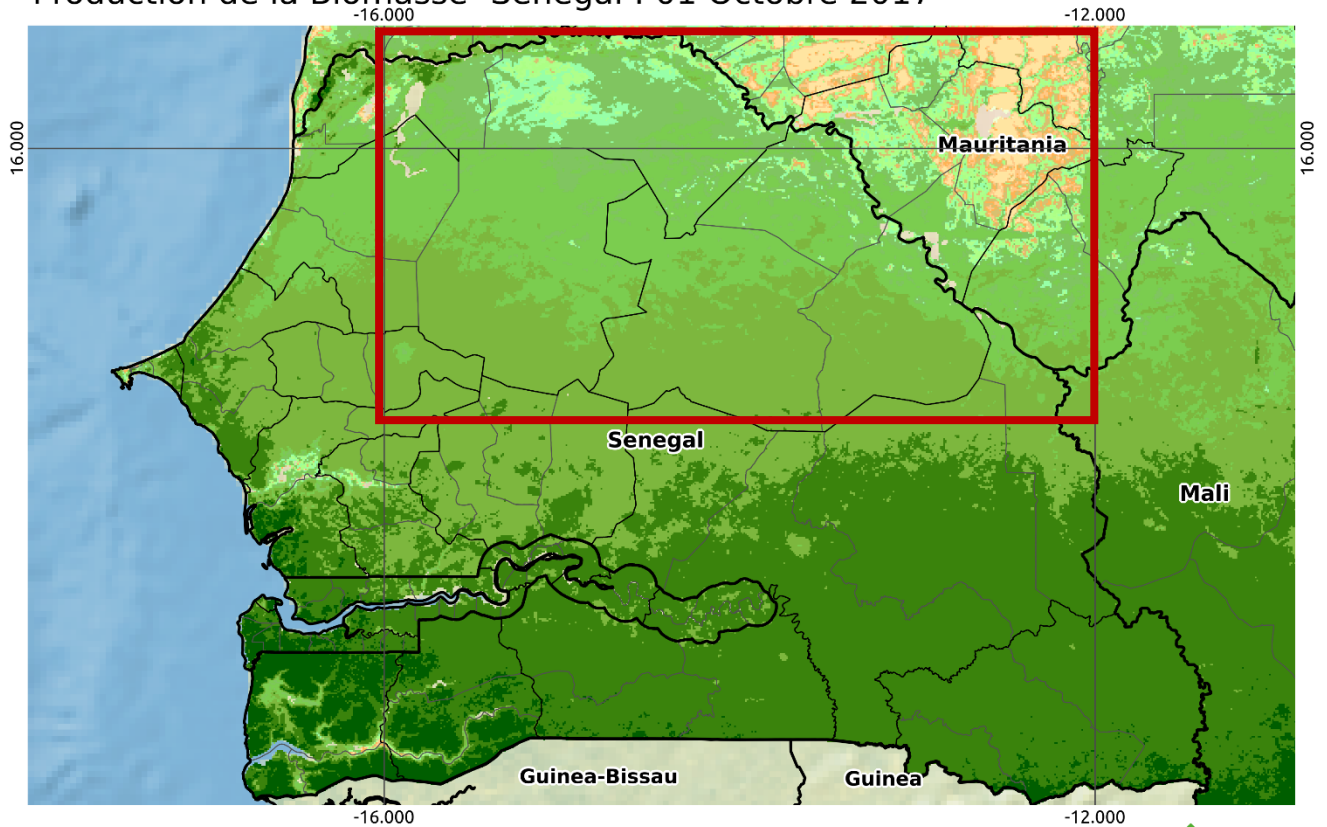 Production de la Biomasse Senegal : 01 Octobre 2017
-16.000 -12.000
16.000 16.000
Mauritania
Senegal
Mali
Guinea-Bissau Guinea
-16.000 -12.000